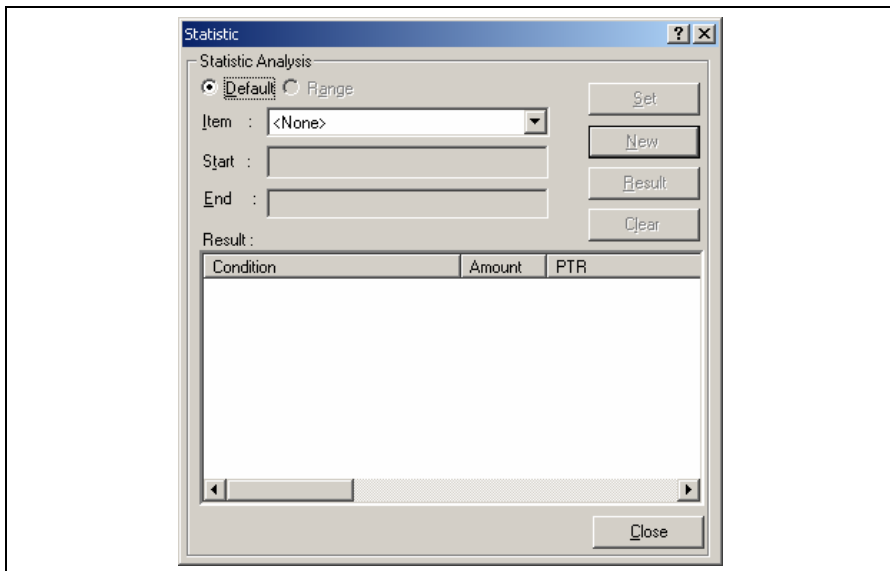 Statistic
Statistic Analysis
Default Range
Set
Item : <None>
New
Start :
Result
End :
Clear
Result :
Condition Amount PTR
Close